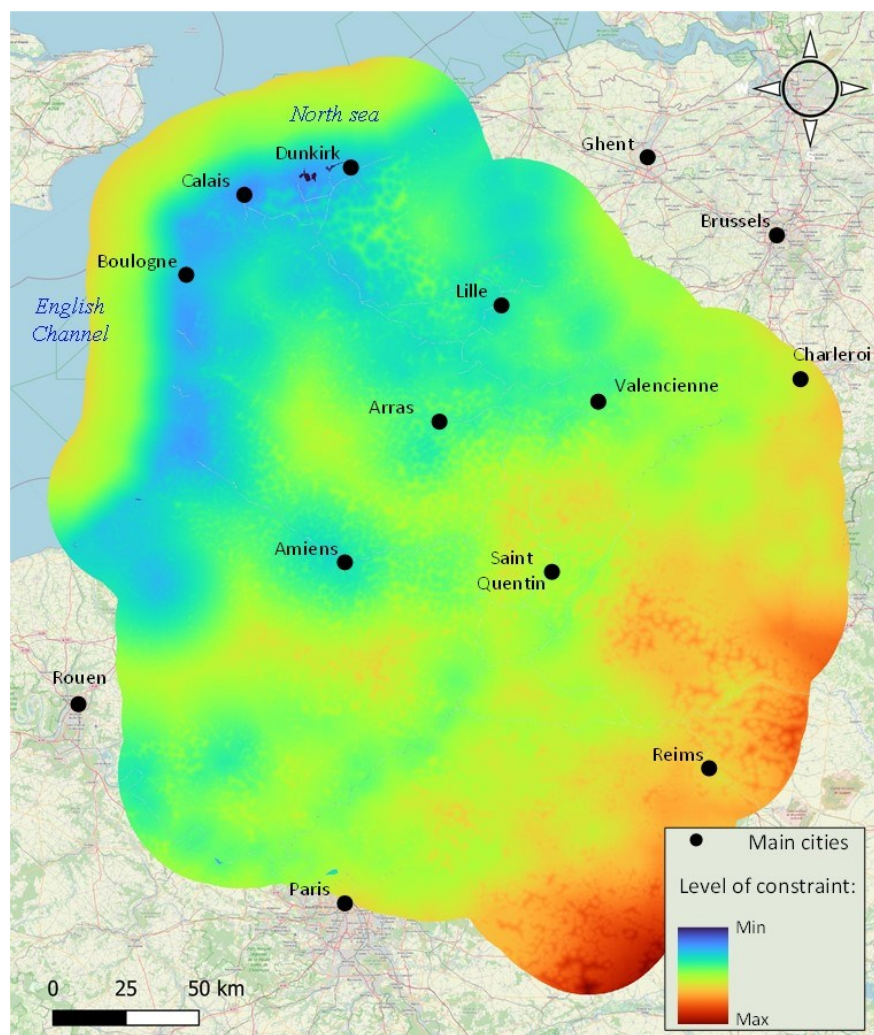 North sea
Dunkirk
Ghent
Calais
Brussels
Boulogne
Lille
English
Channel
Charleroi
Valencienne
Arras
Amiens
Saint
Quentin
Rouen
Reims
Main cities
Level of constraint:
Min
Max
Paris
0 25 50 km